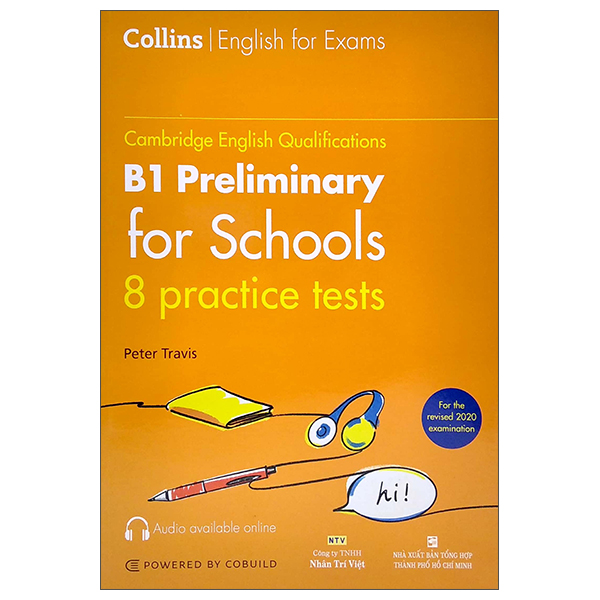 Collins | English for Exams
Cambridge English Qualifications
B1 Preliminary
for Schools
8 practice tests
Peter Travis
For the
revised 2020
examination
hi!
Audio available online
POWERED BY COBUILD
NTV
Công ty TNHH
Nhân Trí Việt
NHÀ XUẤT BẢN TỔNG HỢP
THÀNH PHỐ HỒ CHÍ MINH